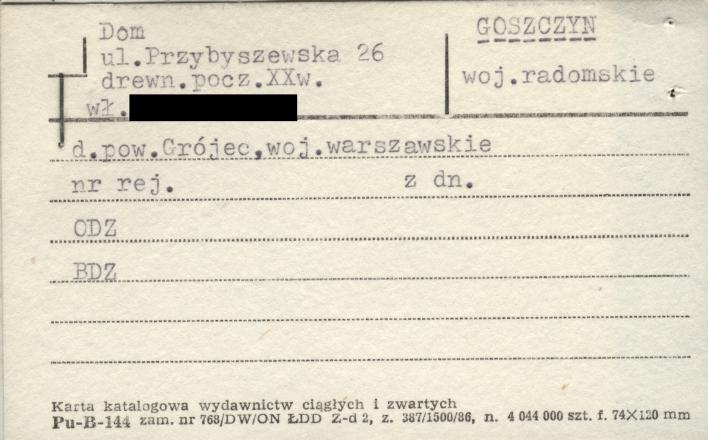 Dom
ul.Przybyszewska 26
drewn.pocz.XXw.
wł.
GOSZCZYN
woj.radomskie
d.pow.Grójec,woj.warszawskie
nr rej. z dn.
ODZ
BDZ
Karta katalogowa wydawnictw ciągłych i zwartych
Pu-B-144 zam. nr 768/DW/ON ŁDD Z-d 2, z. 387/1500/86, n. 4 044 000 szt. f. 74×120 mm